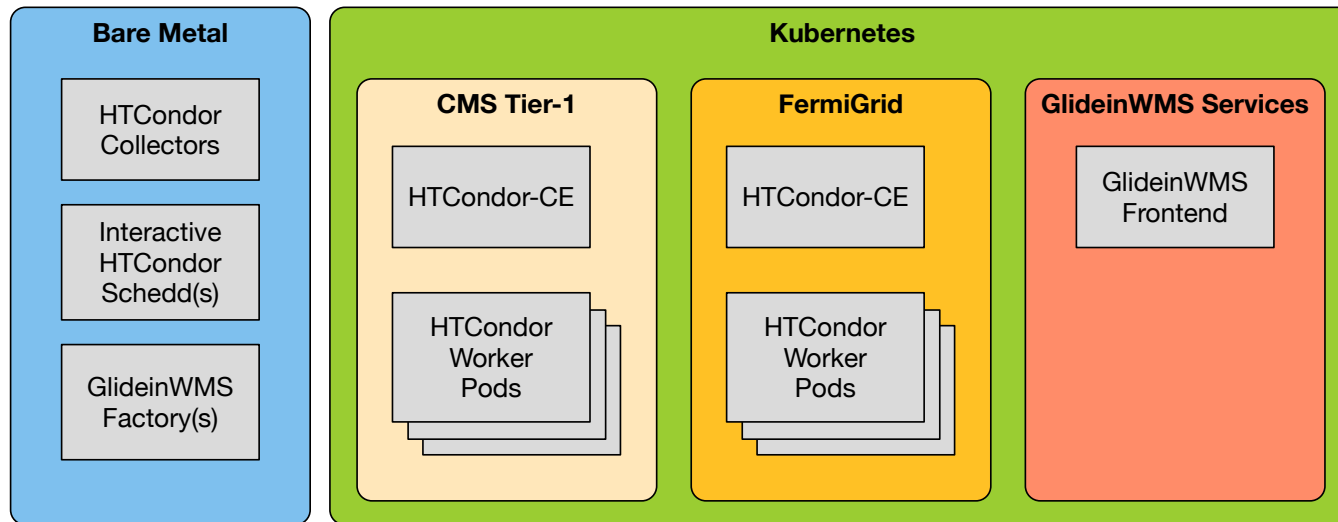 Bare Metal
HTCondor
Collectors
Interactive
HTCondor
Schedd(s)
GlideinWMS
Factory(s)
Kubernetes
CMS Tier-1
HTCondor-CE
HTCondor
Worker
Pods
FermiGrid
HTCondor-CE
HTCondor
Worker
Pods
GlideinWMS Services
GlideinWMS
Frontend